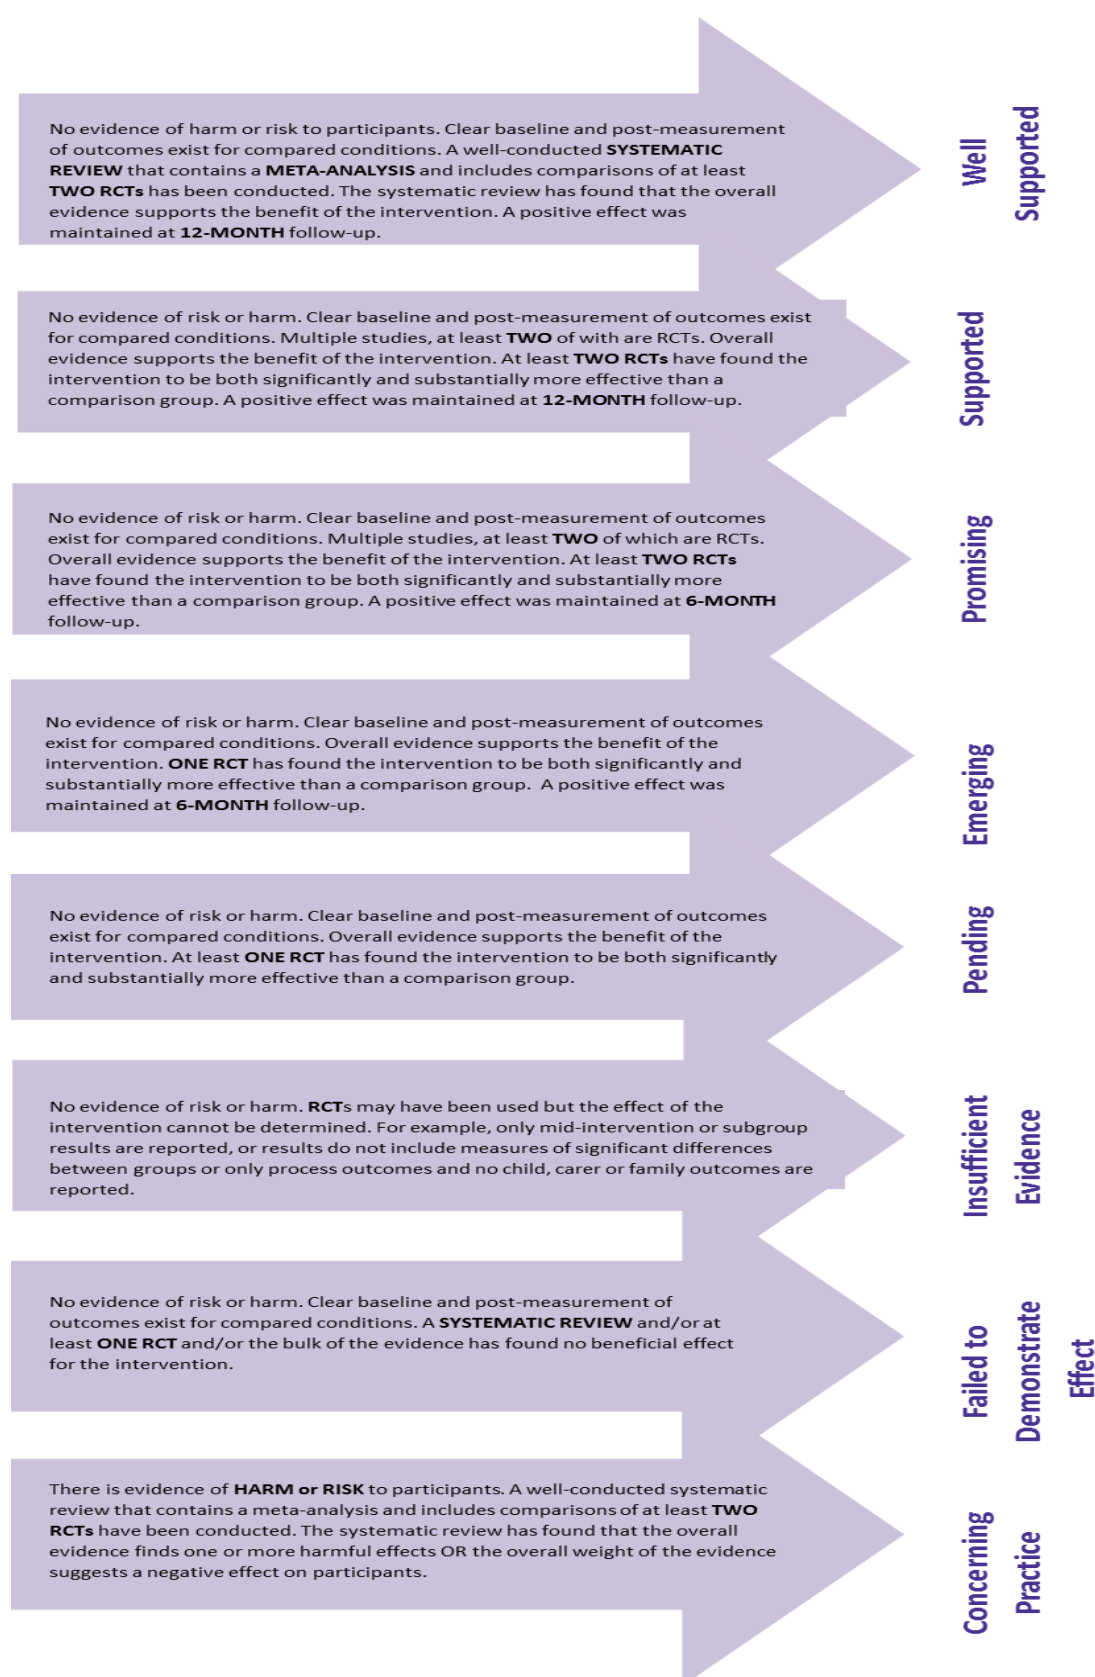 No evidence of harm or risk to participants. Clear baseline and post-measurement
of outcomes exist for compared conditions. A well-conducted SYSTEMATIC
REVIEW that contains a META-ANALYSIS and includes comparisons of at least
TWO RCTs has been conducted. The systematic review has found that the overall
evidence supports the benefit of the intervention. A positive effect was
maintained at 12-MONTH follow-up.
Well
Supported
No evidence of risk or harm. Clear baseline and post-measurement of outcomes exist
for compared conditions. Multiple studies, at least TWO of with are RCTs. Overall
evidence supports the benefit of the intervention. At least TWO RCTs have found the
intervention to be both significantly and substantially more effective than a
comparison group. A positive effect was maintained at 12-MONTH follow-up.
Supported
No evidence of risk or harm. Clear baseline and post-measurement of outcomes
exist for compared conditions. Multiple studies, at least TWO of which are RCTs.
Overall evidence supports the benefit of the intervention. At least TWO RCTs
have found the intervention to be both significantly and substantially more
effective than a comparison group. A positive effect was maintained at 6-MONTH
follow-up.
Promising
No evidence of risk or harm. Clear baseline and post-measurement of outcomes
exist for compared conditions. Overall evidence supports the benefit of the
intervention. ONE RCT has found the intervention to be both significantly and
substantially more effective than a comparison group.  A positive effect was
maintained at 6-MONTH follow-up.
Emerging
No evidence of risk or harm. Clear baseline and post-measurement of outcomes
exist for compared conditions. Overall evidence supports the benefit of the
intervention. At least ONE RCT has found the intervention to be both significantly
and substantially more effective than a comparison group.
Pending
No evidence of risk or harm. RCTs may have been used but the effect of the
intervention cannot be determined. For example, only mid-intervention or subgroup
results are reported, or results do not include measures of significant differences
between groups or only process outcomes and no child, carer or family outcomes are
reported.
Insufficient
Evidence
No evidence of risk or harm. Clear baseline and post-measurement of
outcomes exist for compared conditions. A SYSTEMATIC REVIEW and/or at
least ONE RCT and/or the bulk of the evidence has found no beneficial effect
for the intervention.
Failed to
Demonstrate
Effect
There is evidence of HARM or RISK to participants. A well-conducted systematic
review that contains a meta-analysis and includes comparisons of at least TWO
RCTs have been conducted. The systematic review has found that the overall
evidence finds one or more harmful effects OR the overall weight of the evidence
suggests a negative effect on participants.
Concerning
Practice